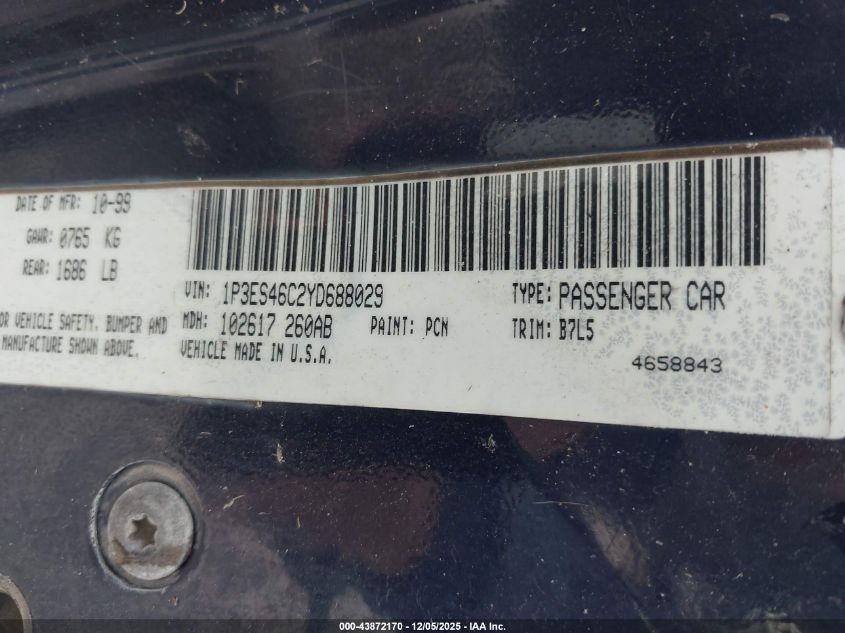 DATE OF MFR: 10-99
GAWR: 0765 KG
REAR: 1686 LB
OR VEHICLE SAFETY, BUMPER AND
MANUFACTURE SHOWN ABOVE.
VIN: 1P3ES46C2YD688029
TYPE: PASSENGER CAR
MDH: 102617 260AB
PAINT: PCN
TRIM: B7L5
VEHICLE MADE IN U.S.A.
4658843
000-43872170 - 12/05/2025 - IAA Inc.